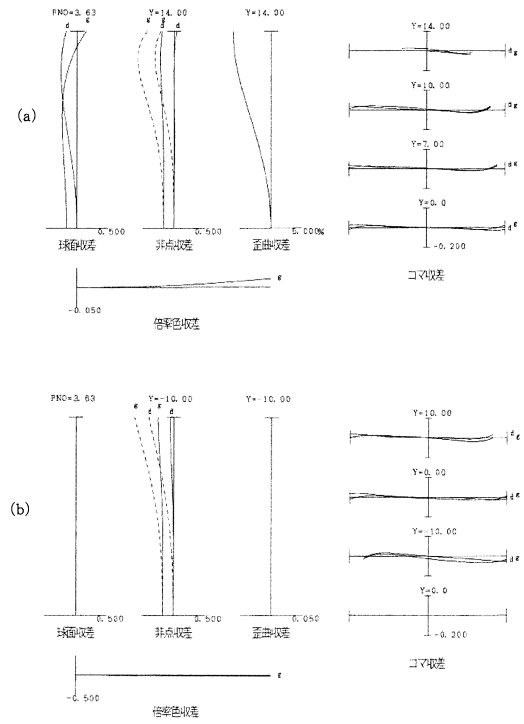 FNO=3.63 Y=14.00 Y=14.00
d g g g d d
(a)
0.500 0.500 5.000%
球面収差 非点収差 歪曲収差
g
-0.050
倍率色収差
Y=14.00
d g
Y=10.00
d g
Y=7.00
d g
Y=0.0
d g
-0.200
コマ収差
FNO=3.63 Y=-10.00 Y=-10.00
g d g d
(b)
0.500 0.500 0.050
球面収差 非点収差 歪曲収差
g
-0.500
倍率色収差
Y=10.00
d g
Y=0.00
d g
Y=-10.00
d g
Y=0.0
-0.200
コマ収差